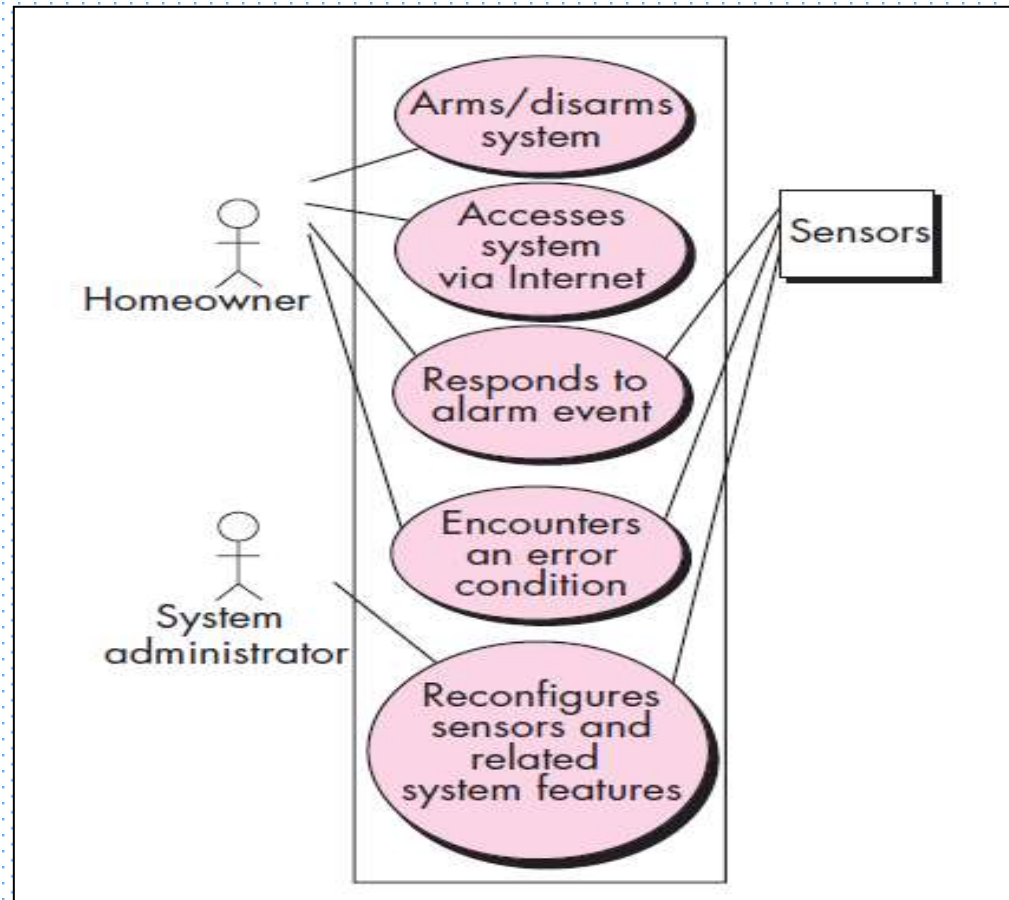 Arms/disarms
system
Accesses
system
via Internet
Sensors
Homeowner
Responds to
alarm event
Encounters
an error
condition
System
administrator
Reconfigures
sensors and
related
system features